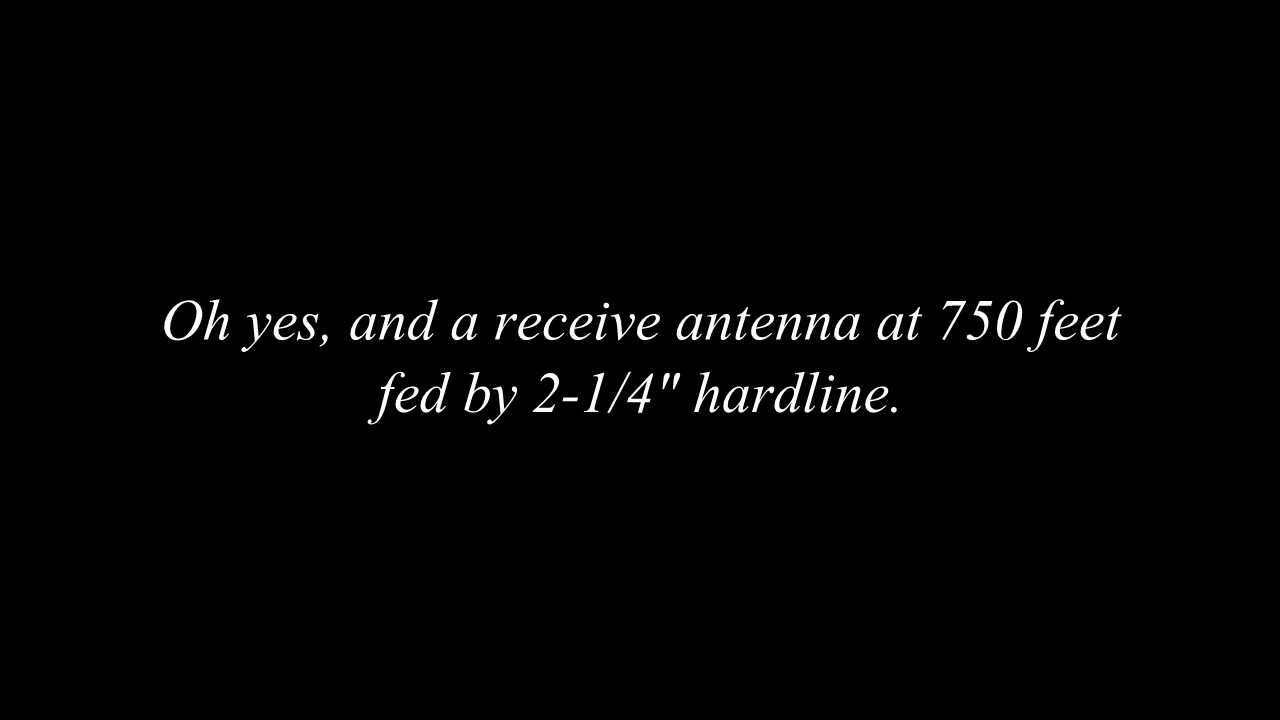 Oh yes, and a receive antenna at 750 feet
fed by 2-1/4" hardline.